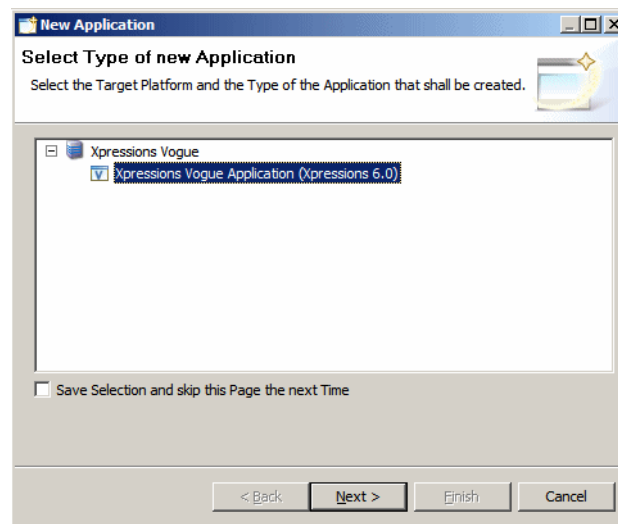 New Application
Select Type of new Application
Select the Target Platform and the Type of the Application that shall be created.
Xpressions Vogue
V Xpressions Vogue Application (Xpressions 6.0)
Save Selection and skip this Page the next Time
< Back Next > Finish Cancel